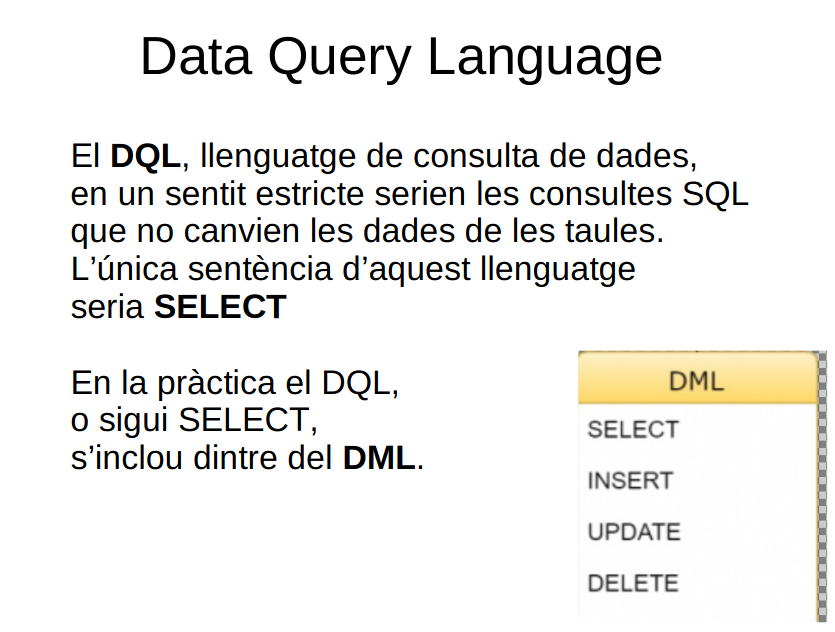 Data Query Language
El DQL, llenguatge de consulta de dades,
en un sentit estricte serien les consultes SQL
que no canvien les dades de les taules.
L’única sentència d’aquest llenguatge
seria SELECT
En la pràctica el DQL,
o sigui SELECT,
s’inclou dintre del DML.
DML
SELECT
INSERT
UPDATE
DELETE